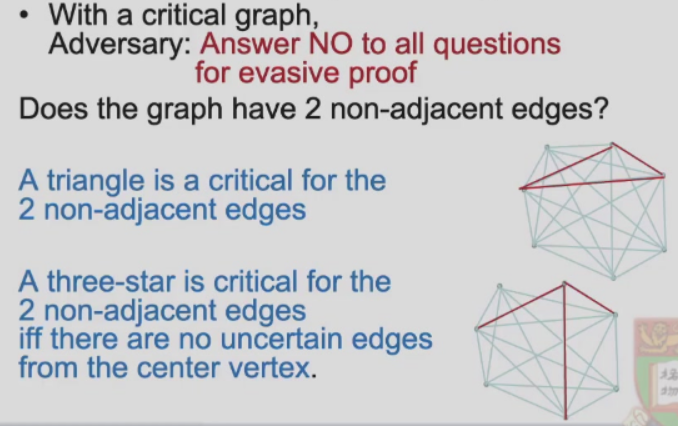 • With a critical graph,
Adversary: Answer NO to all questions
for evasive proof
Does the graph have 2 non-adjacent edges?
A triangle is a critical for the
2 non-adjacent edges
A three-star is critical for the
2 non-adjacent edges
iff there are no uncertain edges
from the center vertex.